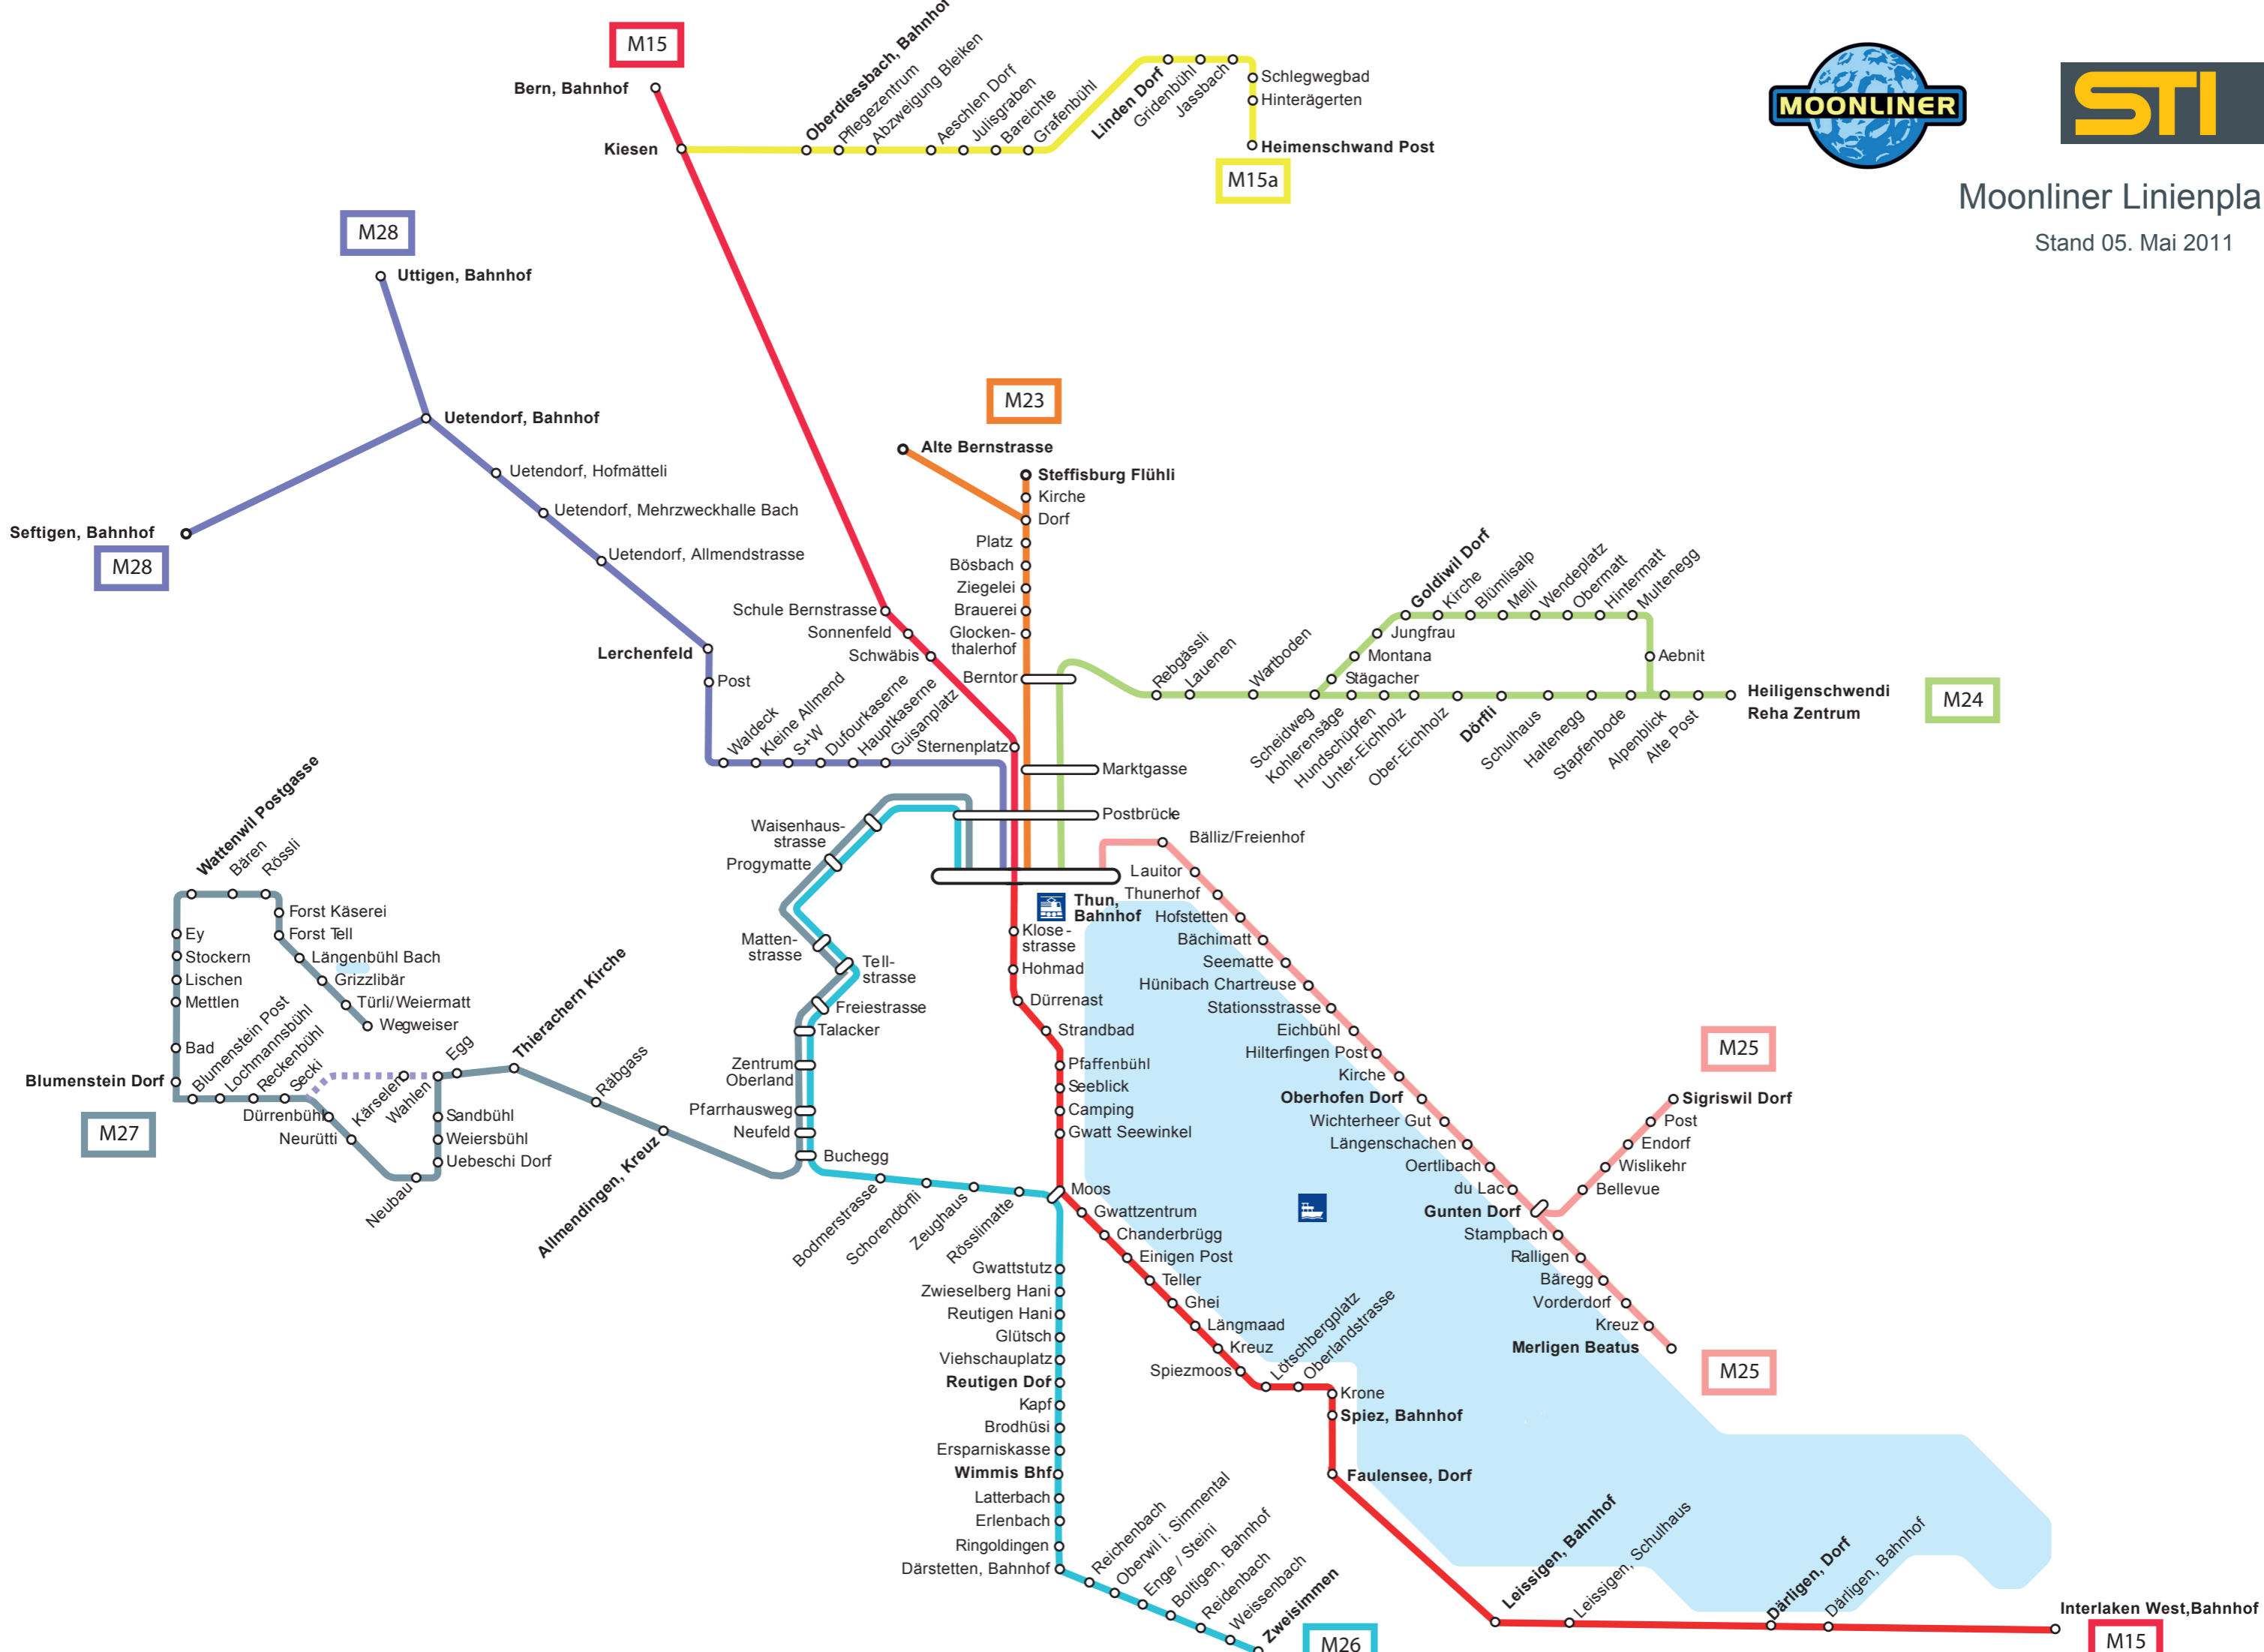 M15
Bern, Bahnhof
Kiesen
Oberdiessbach, Bahnhof
Pflegezentrum
Abzweigung Bleiken
Aeschlen Dorf
Julisgraben
Bareichte
Grafenbühl
Linden Dorf
Gridenbühl
Jassbach
Schlegwegbad
Hinterägerten
Heimenschwand Post
M15a
MOONLINER
STI
Moonliner Linienpla
Stand 05. Mai 2011
M28
Uttigen, Bahnhof
Uetendorf, Bahnhof
Uetendorf, Hofmätteli
Uetendorf, Mehrzweckhalle Bach
Uetendorf, Allmendstrasse
Seftigen, Bahnhof
M28
Lerchenfeld
Post
Waldeck
Kleine Allmend
S+W
Dufourkaserne
Hauptkaserne
Guisanplatz
Schule Bernstrasse
Sonnenfeld
Schwäbis
Sternenplatz
M23
Alte Bernstrasse
Steffisburg Flühli
Kirche
Dorf
Platz
Bösbach
Ziegelei
Brauerei
Glocken-
thalerhof
Berntor
Marktgasse
Postbrücke
Rebgässli
Lauenen
Wartboden
Scheidweg
Stägacher
Montana
Jungfrau
Goldiwil Dorf
Kirche
Blümlisalp
Melli
Wendeplatz
Obermatt
Hintermatt
Multenegg
Aebnit
Kohlerensäge
Hundschüpfen
Unter-Eichholz
Ober-Eichholz
Dörfli
Schulhaus
Haltenegg
Stapfenbode
Alpenblick
Alte Post
Heiligenschwendi
Reha Zentrum
M24
Thun,
Bahnhof
Waisenhaus-
strasse
Progymatte
Matten-
strasse
Tell-
strasse
Freiestrasse
Talacker
Zentrum
Oberland
Pfarrhausweg
Neufeld
Buchegg
Wattenwil Postgasse
Bären
Rössli
Forst Käserei
Forst Tell
Längenbühl Bach
Grizzlibär
Türli/Weiermatt
Wegweiser
Ey
Stockern
Lischen
Mettlen
Bad
Blumenstein Dorf
M27
Blumenstein Post
Lochmannsbühl
Reckenbühl
Secki
Dürrenbühl
Neurütti
Kärselen
Wahlen
Egg
Sandbühl
Weiersbühl
Uebeschi Dorf
Neubau
Thierachern Kirche
Räbgass
Allmendingen, Kreuz
Bodmerstrasse
Schorendörfli
Zeughaus
Rösslimatte
Klose-
strasse
Hohmad
Dürrenast
Strandbad
Pfaffenbühl
Seeblick
Camping
Gwatt Seewinkel
Moos
Gwattzentrum
Chanderbrügg
Einigen Post
Teller
Ghei
Längmaad
Kreuz
Spiezmoos
Lötschbergplatz
Oberlandstrasse
Krone
Spiez, Bahnhof
Faulensee, Dorf
Leissigen, Bahnhof
Leissigen, Schulhaus
Därligen, Dorf
Därligen, Bahnhof
Interlaken West,Bahnhof
M15
Gwattstutz
Zwieselberg Hani
Reutigen Hani
Glütsch
Viehschauplatz
Reutigen Dof
Kapf
Brodhüsi
Ersparniskasse
Wimmis Bhf
Latterbach
Erlenbach
Ringoldingen
Därstetten, Bahnhof
Reichenbach
Oberwil i. Simmental
Enge / Steini
Boltigen, Bahnhof
Reidenbach
Weissenbach
Zweisimmen
M26
Bälliz/Freienhof
Lauitor
Thunerhof
Hofstetten
Bächimatt
Seematte
Hünibach Chartreuse
Stationsstrasse
Eichbühl
Hilterfingen Post
Kirche
Oberhofen Dorf
Wichterheer Gut
Längenschachen
Oertlibach
du Lac
Gunten Dorf
Stampbach
Ralligen
Bäregg
Vorderdorf
Kreuz
Merligen Beatus
M25
M25
Sigriswil Dorf
Post
Endorf
Wislikehr
Bellevue